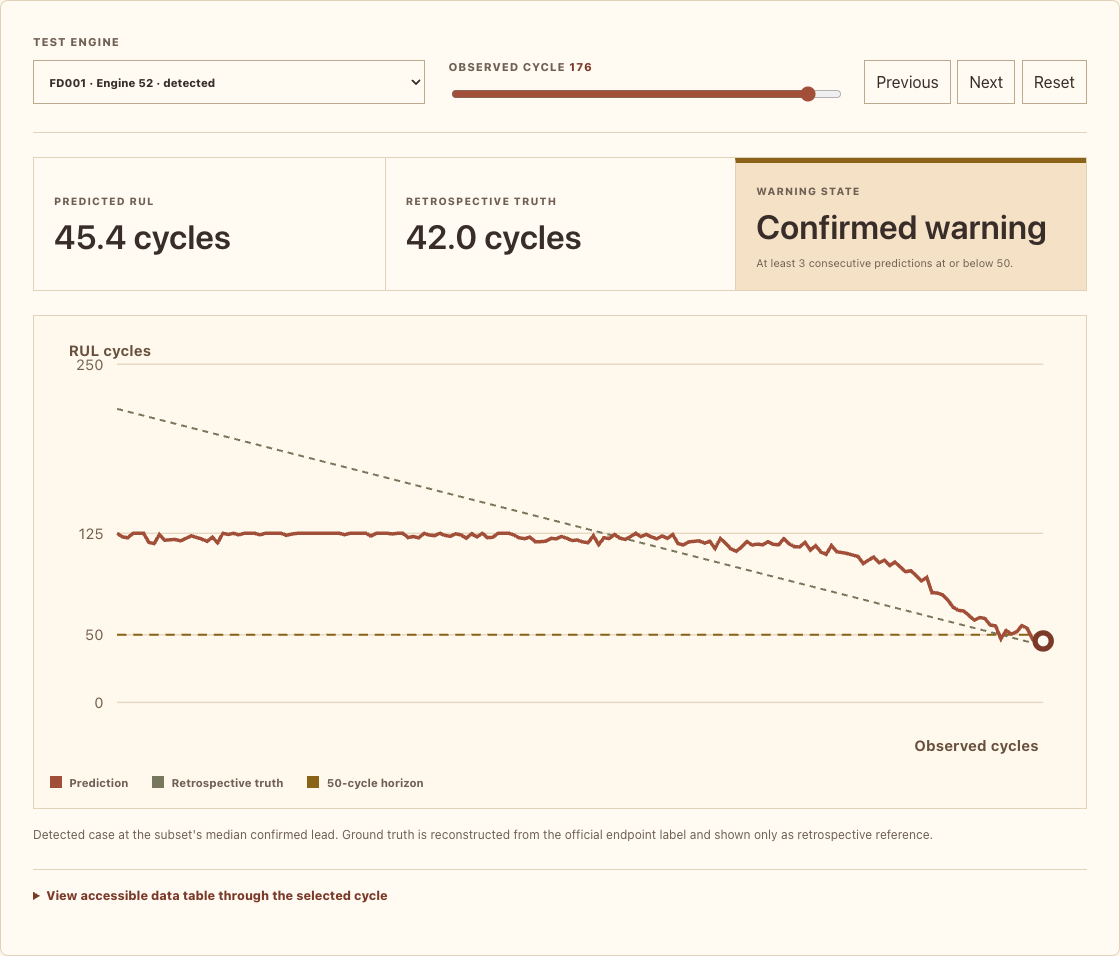 TEST ENGINE
FD001 · Engine 52 · detected
OBSERVED CYCLE 176
Previous
Next
Reset
PREDICTED RUL
45.4 cycles
RETROSPECTIVE TRUTH
42.0 cycles
WARNING STATE
Confirmed warning
At least 3 consecutive predictions at or below 50.
RUL cycles
250
125
50
0
Observed cycles
Prediction
Retrospective truth
50-cycle horizon
Detected case at the subset's median confirmed lead. Ground truth is reconstructed from the official endpoint label and shown only as retrospective reference.
View accessible data table through the selected cycle